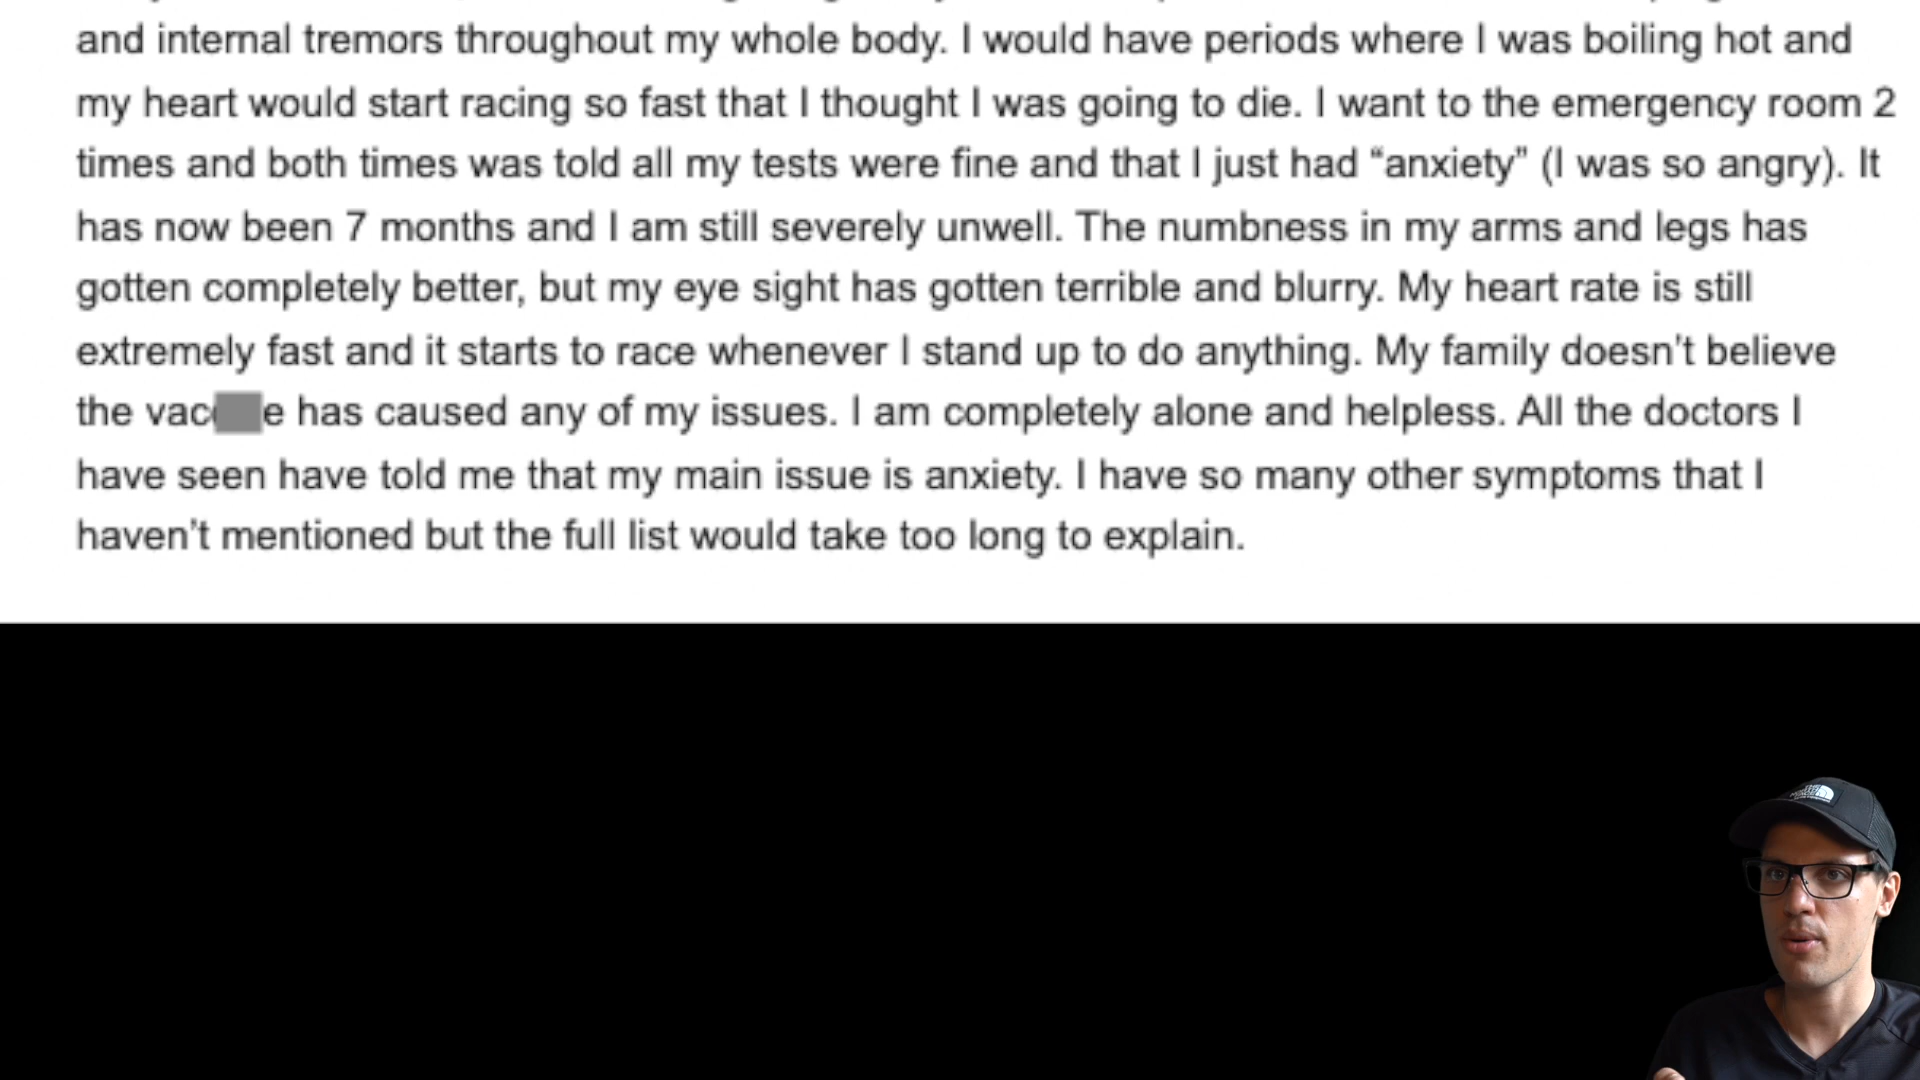 and internal tremors throughout my whole body. I would have periods where I was boiling hot and
my heart would start racing so fast that I thought I was going to die. I want to the emergency room 2
times and both times was told all my tests were fine and that I just had “anxiety” (I was so angry). It
has now been 7 months and I am still severely unwell. The numbness in my arms and legs has
gotten completely better, but my eye sight has gotten terrible and blurry. My heart rate is still
extremely fast and it starts to race whenever I stand up to do anything. My family doesn’t believe
the vac e has caused any of my issues. I am completely alone and helpless. All the doctors I
have seen have told me that my main issue is anxiety. I have so many other symptoms that I
haven’t mentioned but the full list would take too long to explain.